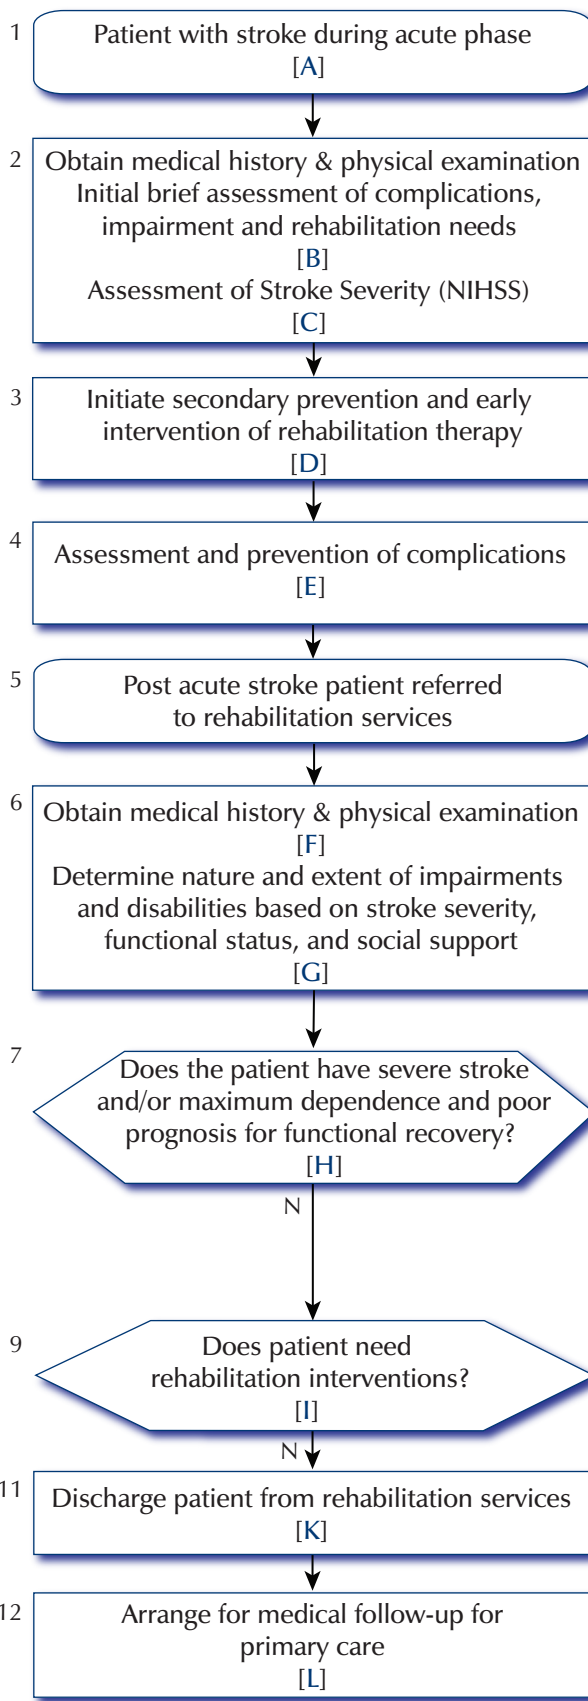 1
Patient with stroke during acute phase
[A]
2
Obtain medical history & physical examination
Initial brief assessment of complications,
impairment and rehabilitation needs
[B]
Assessment of Stroke Severity (NIHSS)
[C]
3
Initiate secondary prevention and early
intervention of rehabilitation therapy
[D]
4
Assessment and prevention of complications
[E]
5
Post acute stroke patient referred
to rehabilitation services
6
Obtain medical history & physical examination
[F]
Determine nature and extent of impairments
and disabilities based on stroke severity,
functional status, and social support
[G]
7
Does the patient have severe stroke
and/or maximum dependence and poor
prognosis for functional recovery?
[H]
N
9
Does patient need
rehabilitation interventions?
[I]
N
11
Discharge patient from rehabilitation services
[K]
12
Arrange for medical follow-up for
primary care
[L]